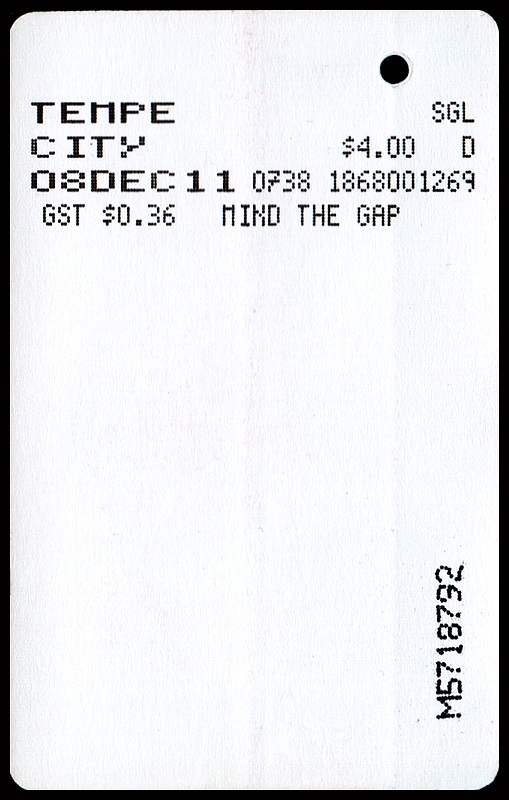 TEMPE SGL
CITY $4.00 D
08DEC11 0738 1868001269
GST $0.36 MIND THE GAP
M5718792